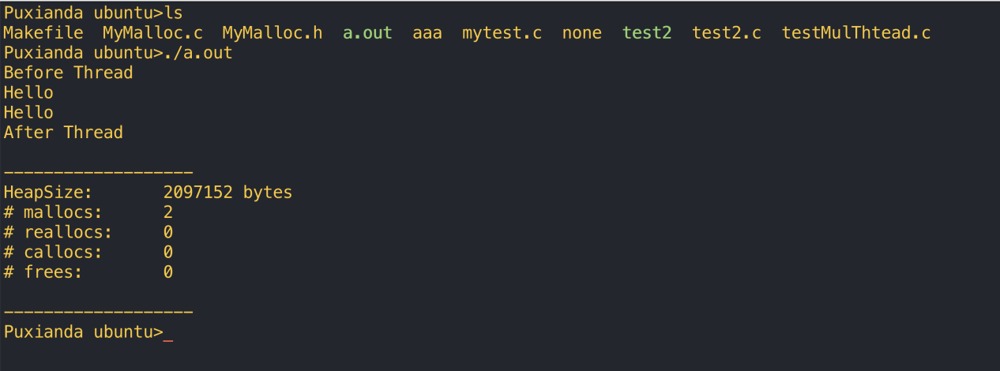 Puxianda ubuntu>ls
Makefile  MyMalloc.c  MyMalloc.h  a.out  aaa  mytest.c  none  test2  test2.c  testMulThtead.c
Puxianda ubuntu>./a.out
Before Thread
Hello
Hello
After Thread

-------------------
HeapSize:       2097152 bytes
# mallocs:      2
# reallocs:     0
# callocs:      0
# frees:        0

-------------------
Puxianda ubuntu>_